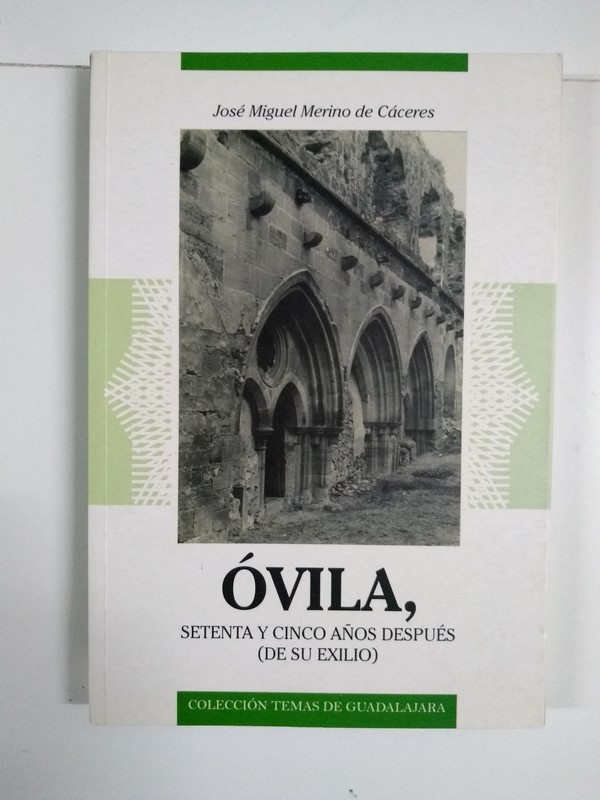 José Miguel Merino de Cáceres
ÓVILA,
SETENTA Y CINCO AÑOS DESPUÉS
(DE SU EXILIO)
COLECCIÓN TEMAS DE GUADALAJARA